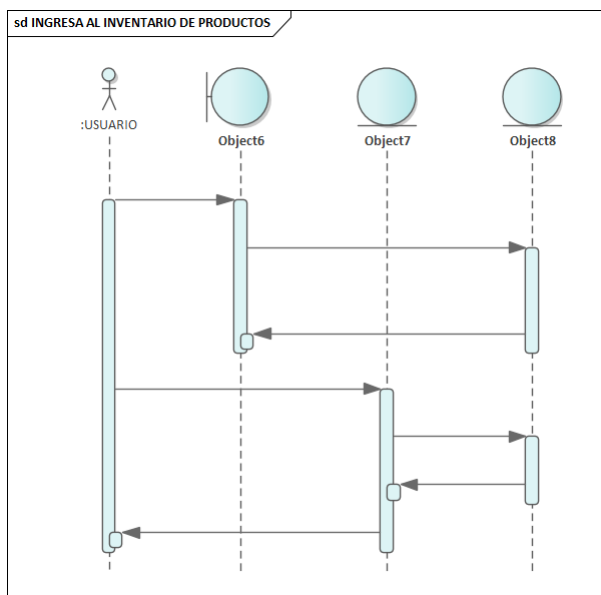 sd INGRESA AL INVENTARIO DE PRODUCTOS
:USUARIO
Object6
Object7
Object8